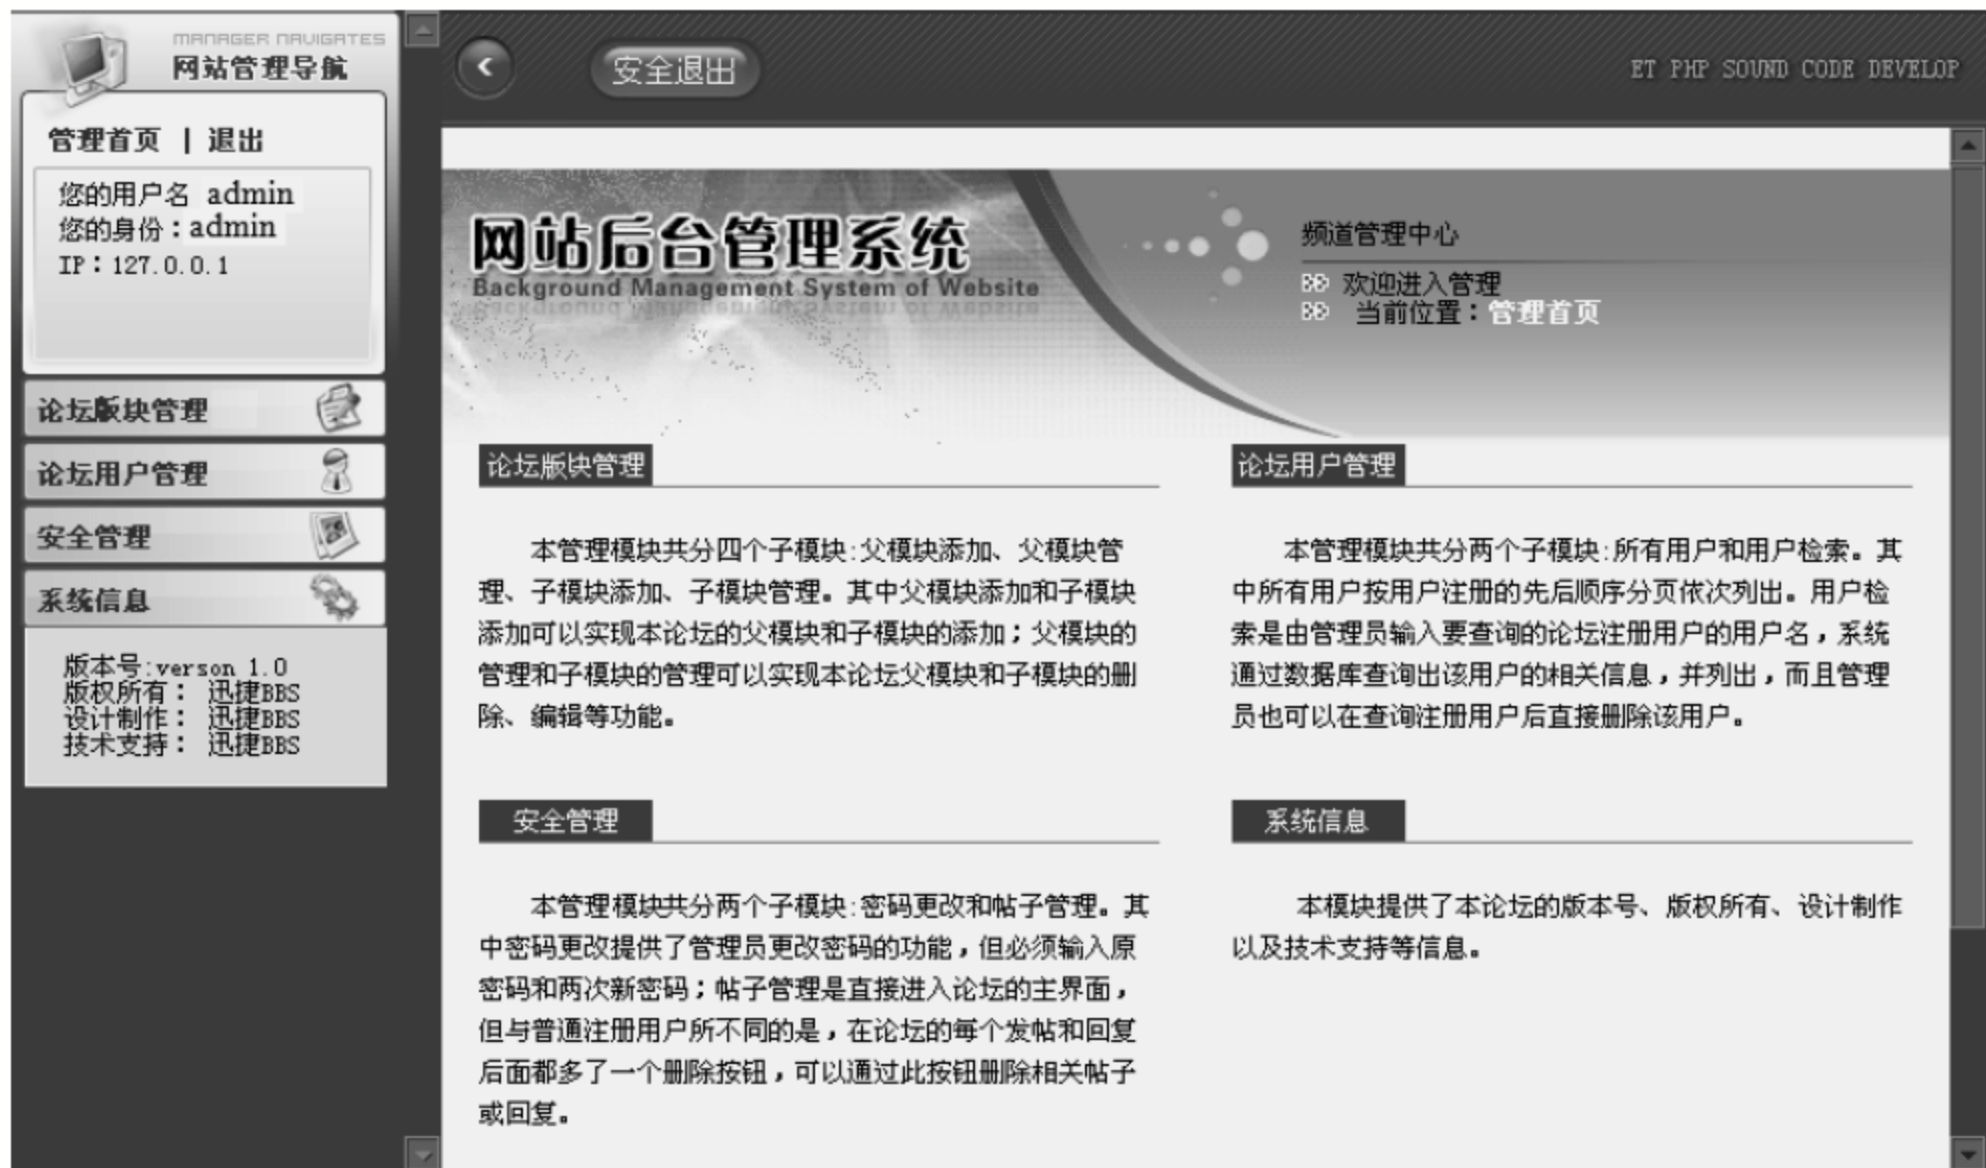 MANAGER NAVIGATES
网站管理导航
管理首页 | 退出
您的用户名 admin
您的身份：admin
IP：127.0.0.1
论坛版块管理
论坛用户管理
安全管理
系统信息
版本号:verson 1.0
版权所有： 迅捷BBS
设计制作： 迅捷BBS
技术支持： 迅捷BBS
安全退出
ET PHP SOUND CODE DEVELOP
网站后台管理系统
Background Management System of Website
频道管理中心
欢迎进入管理
当前位置：管理首页
论坛版块管理
本管理模块共分四个子模块:父模块添加、父模块管
理、子模块添加、子模块管理。其中父模块添加和子模块
添加可以实现本论坛的父模块和子模块的添加；父模块的
管理和子模块的管理可以实现本论坛父模块和子模块的删
除、编辑等功能。
论坛用户管理
本管理模块共分两个子模块:所有用户和用户检索。其
中所有用户按用户注册的先后顺序分页依次列出。用户检
索是由管理员输入要查询的论坛注册用户的用户名，系统
通过数据库查询出该用户的相关信息，并列出，而且管理
员也可以在查询注册用户后直接删除该用户。
安全管理
本管理模块共分两个子模块:密码更改和帖子管理。其
中密码更改提供了管理员更改密码的功能，但必须输入原
密码和两次新密码；帖子管理是直接进入论坛的主界面，
但与普通注册用户所不同的是，在论坛的每个发帖和回复
后面都多了一个删除按钮，可以通过此按钮删除相关帖子
或回复。
系统信息
本模块提供了本论坛的版本号、版权所有、设计制作
以及技术支持等信息。